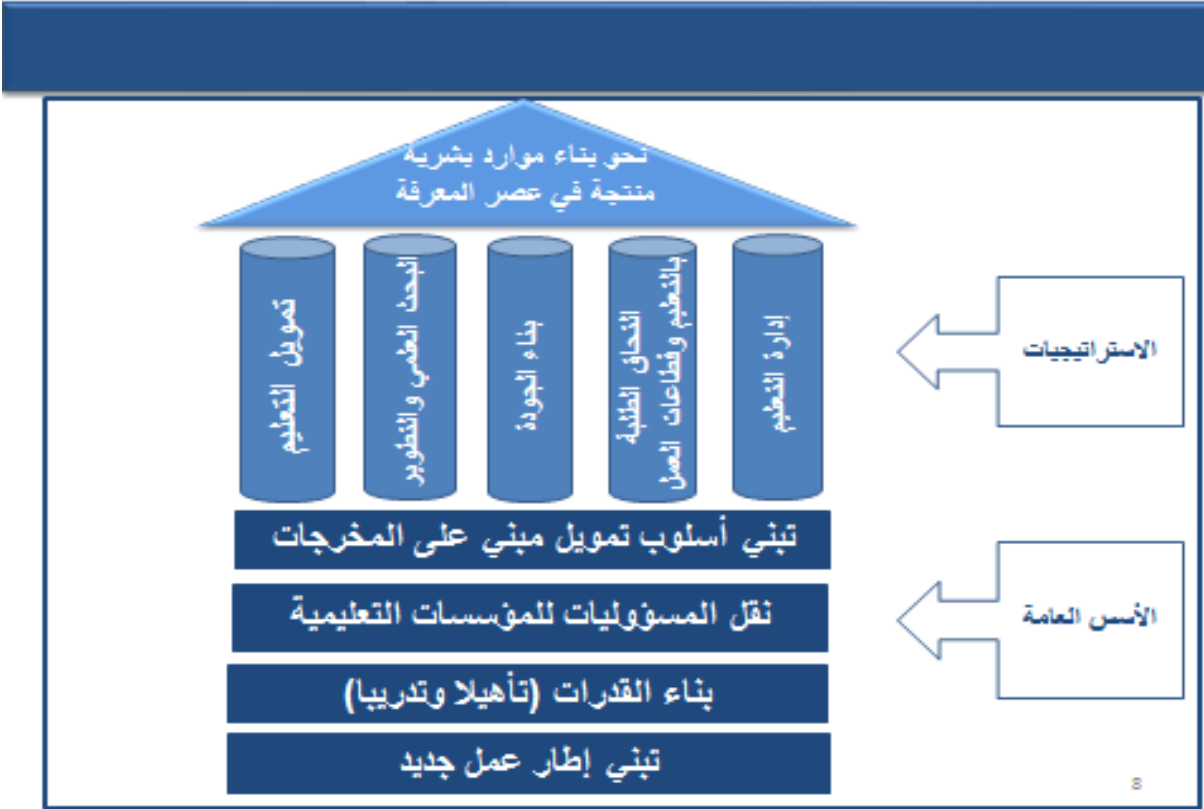 نحو بناء موارد بشرية
منتجة في عصر المعرفة
إدارة التعليم
التحاق الطلبة
بالتعليم وقطاعات العمل
بناء الجودة
البحث العلمي والتطوير
تمويل التعليم
الاستراتيجيات
تبني أسلوب تمويل مبني على المخرجات
نقل المسؤوليات للمؤسسات التعليمية
بناء القدرات (تأهيلا وتدريبا)
تبني إطار عمل جديد
الأسس العامة
8